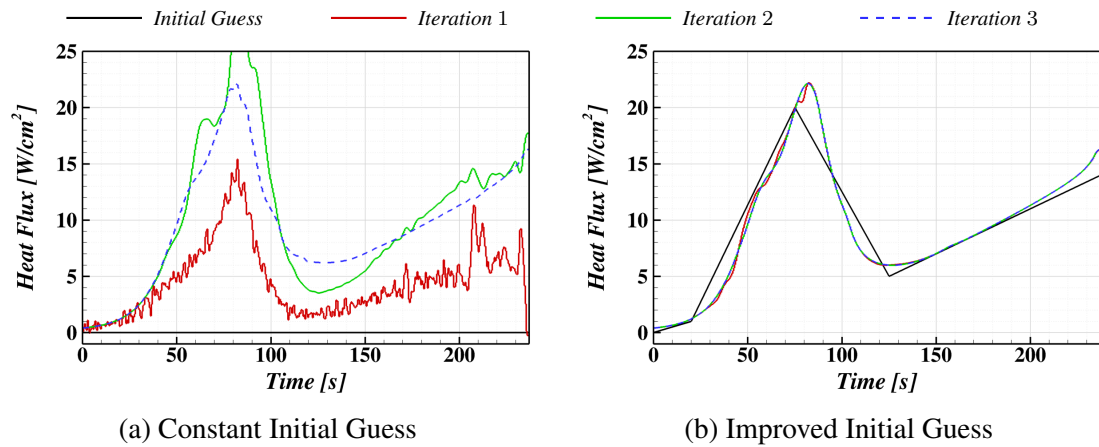 Initial Guess Iteration 1 Iteration 2 Iteration 3
25
20
15
10
5
0
Heat Flux [W/cm²]
0 50 100 150 200
Time [s]
(a) Constant Initial Guess
25
20
15
10
5
0
Heat Flux [W/cm²]
0 50 100 150 200
Time [s]
(b) Improved Initial Guess